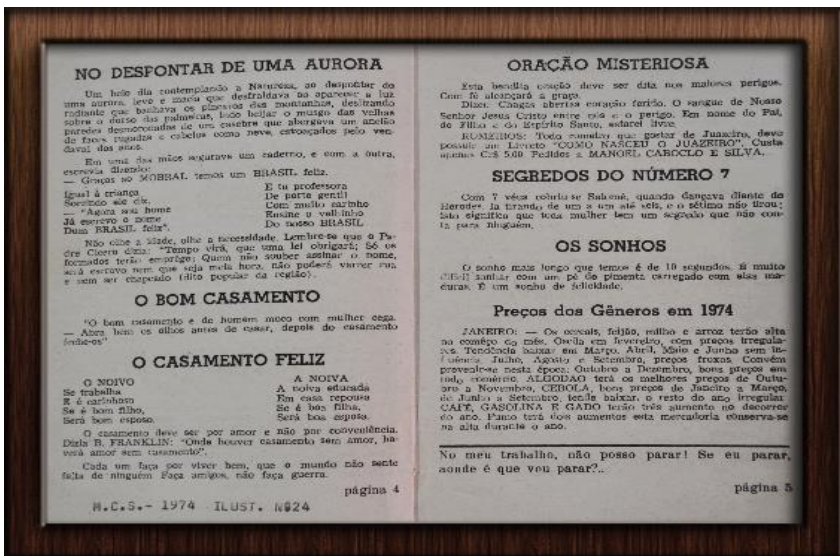 NO DESPONTAR DE UMA AURORA
Um belo dia contemplando a Natureza, ao despontar de
uma aurora, leve e macia que desfraldava ao aparecer a luz
radiante que banhava os pinheiros das montanhas, deslizando
sobre o dorso das palmeiras, indo beijar o musgo das velhas
paredes desmoronadas de um casebre que abergava um ancião
de faces rugadas e cabelos como neve, estorçados pelo ven-
daval dos anos.
Em uma das mãos segurava um caderno, e com a outra,
escrevia dizendo:
— Graças ao MOBRAL temos um BRASIL feliz.
Igual à criança
Sorrindo ele diz.
— "Agora sou home
Já escrevo o nome
Dum BRASIL feliz".
E tu professora
De porte gentil
Com muito carinho
Ensine o velhinho
Do nosso BRASIL
Não olhe a idade, olhe a necessidade. Lembre-se que o Pa-
dre Cícero dizia: "Tempo virá, que uma lei obrigará; Só os
formados terão emprego; Quem não souber assinar o nome,
será escravo nem que seja meia hora, não poderá varrer rua
e nem ser chapeado (dito popular da região).
O BOM CASAMENTO
"O bom casamento é de homem moco com mulher cega.
— Abra bem os olhos antes de casar, depois do casamento
feche-os"
O CASAMENTO FELIZ
O NOIVO
Se trabalha
E é carinhoso
Se é bom filho,
Será bom esposo.
A NOIVA
A noiva educada
Em casa repousa
Se é boa filha,
Será boa esposa.
O casamento deve ser por amor e não por conveniência.
Dizia B. FRANKLIN: "Onde houver casamento sem amor, ha-
verá amor sem casamento".
Cada um faça por viver bem, que o mundo não sente
falta de ninguém Faça amigos, não faça guerra.
página 4
M.C.S.- 1974 ILUST. Nº24
ORAÇÃO MISTERIOSA
Esta bendita oração deve ser dita nos maiores perigos.
Com fé alcançará a graça.
Dizei: Chagas abertas coração ferido. O sangue de Nosso
Senhor Jesus Cristo entre nós e o perigo. Em nome do Pai,
do Filho e do Espírito Santo, estarei livre.
ROMEIROS: Todo romeiro que gostar de Juazeiro, deve
possuir um Livreto "COMO NASCEU O JUAZEIRO". Custa
apenas Cr$ 5,00 Pedidos a MANOEL CABOCLO E SILVA.
SEGREDOS DO NÚMERO 7
Com 7 véus cobriu-se Salomé, quando dançava diante de
Herodes. Ia tirando de um a um até seis, e o sétimo não tirou;
isto significa que toda mulher tem um segredo que não con-
ta para ninguém.
OS SONHOS
O sonho mais longo que temos é de 10 segundos. É muito
difícil sonhar com um pé de pimenta carregado com elas ma-
duras. É um sonho de felicidade.
Preços dos Gêneros em 1974
JANEIRO: — Os cereais, feijão, milho e arroz terão alta
no começo do mês. Oscila em fevereiro, com preços irregula-
res. Tendência baixar em Março. Abril, Maio e Junho sem in-
fluência. Julho, Agosto e Setembro, preços frouxos. Convém
prevenir-se nesta época; Outubro a Dezembro, bons preços em
todo comércio. ALGODÃO terá os melhores preços de Outu-
bro a Novembro, CEBOLA, bons preços de Janeiro a Março,
de Junho a Setembro, tende baixar, o resto do ano irregular.
CAFÉ, GASOLINA E GADO terão três aumento no decorrer
do ano. Fumo terá dois aumentos esta mercadoria conserva-se
na alta durante o ano.
No meu trabalho, não posso parar! Se eu parar,
aonde é que vou parar?..
página 5